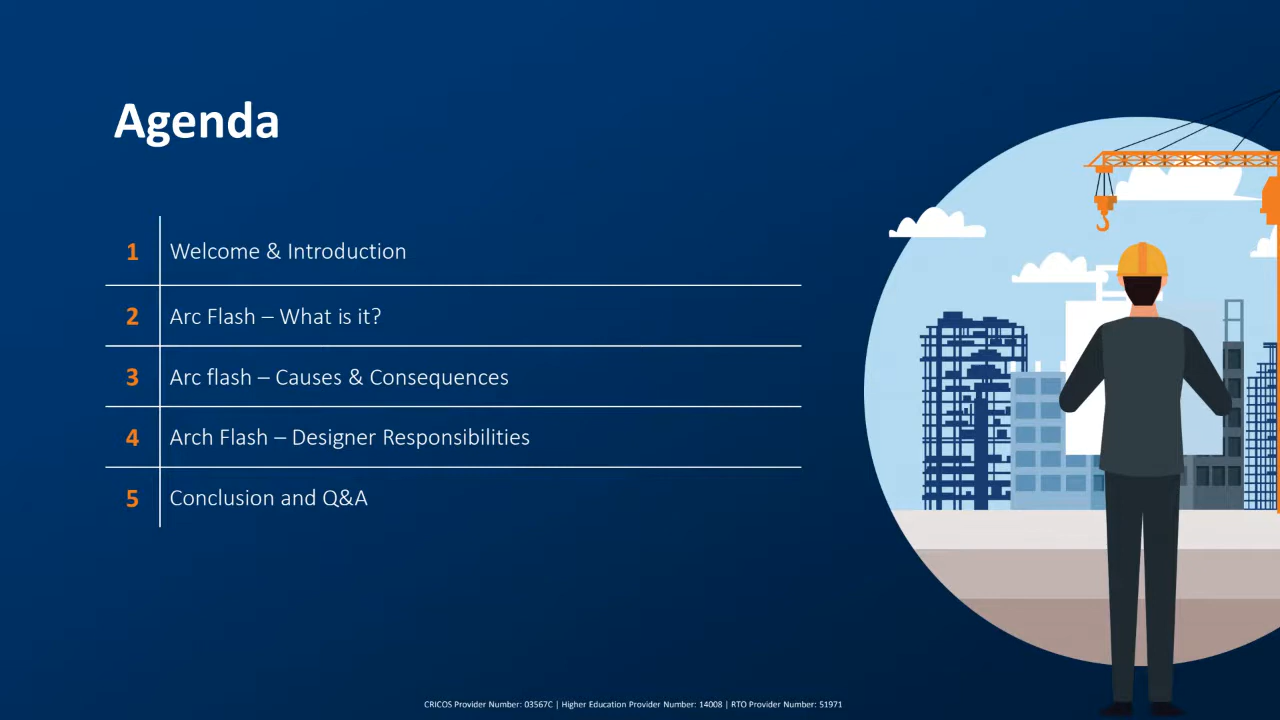 Agenda
1 Welcome & Introduction
2 Arc Flash – What is it?
3 Arc flash – Causes & Consequences
4 Arch Flash – Designer Responsibilities
5 Conclusion and Q&A
CRICOS Provider Number: 03567C | Higher Education Provider Number: 14008 | RTO Provider Number: 51971